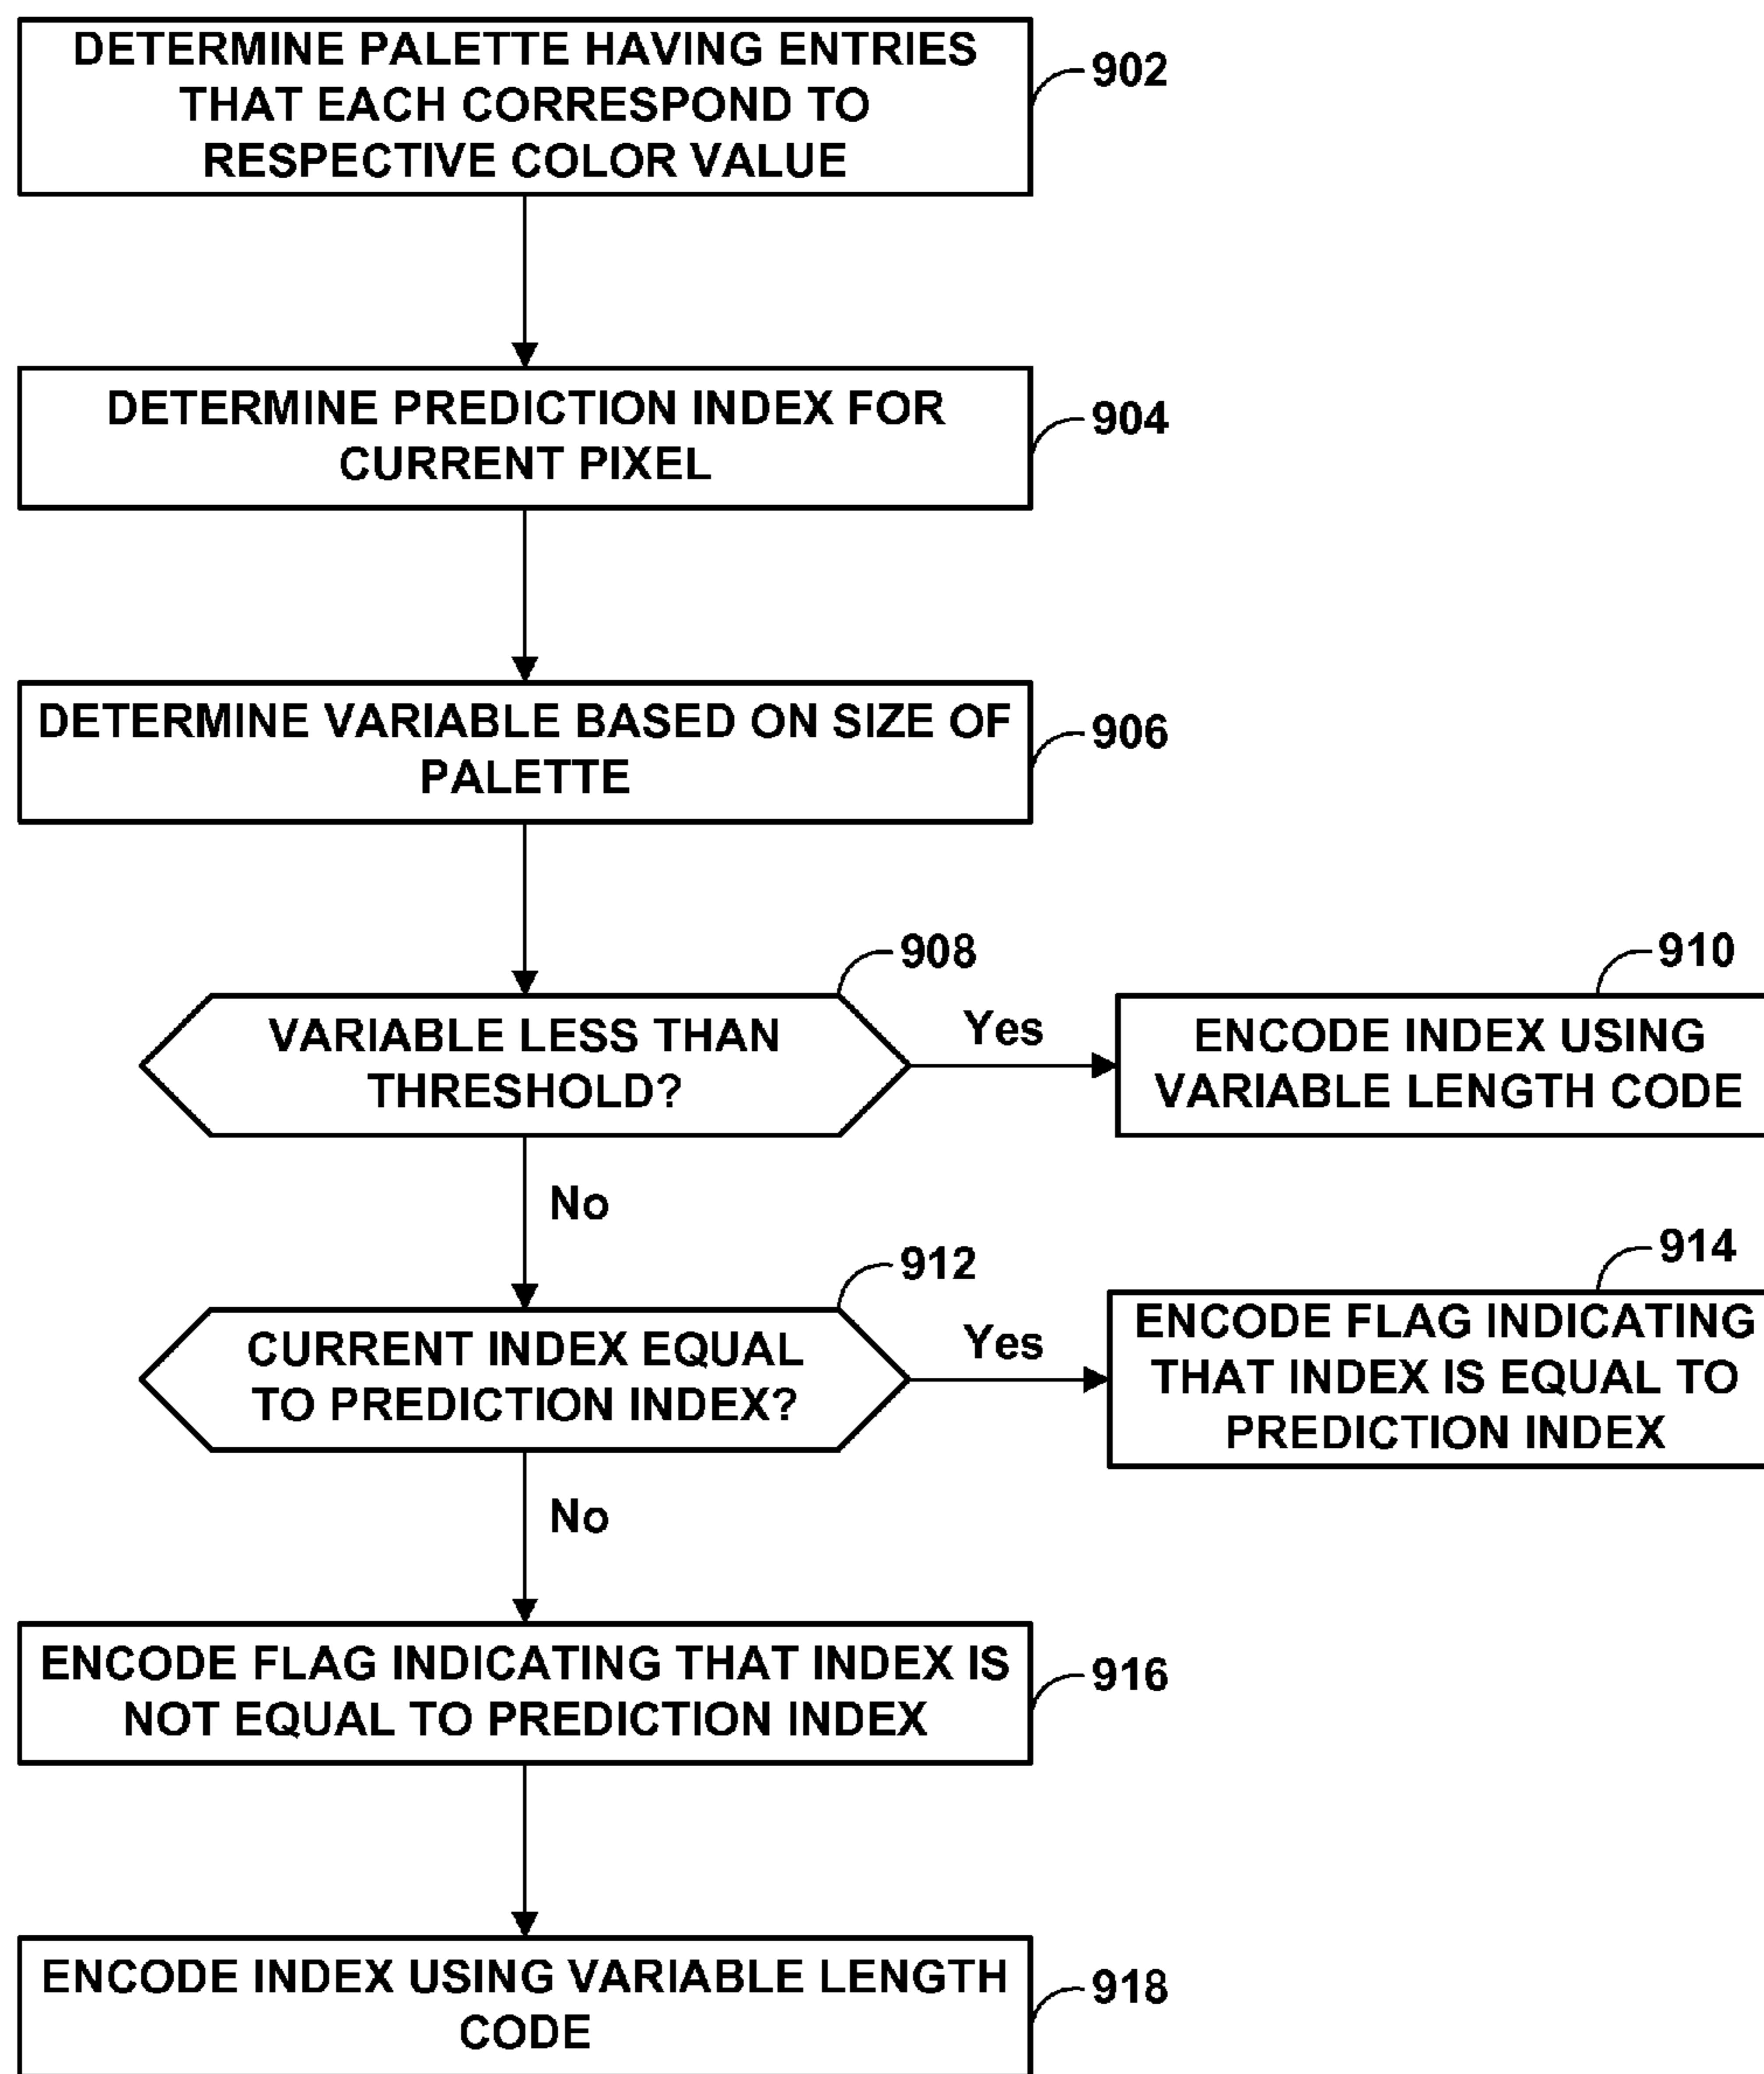 DETERMINE PALETTE HAVING ENTRIES
THAT EACH CORRESPOND TO
RESPECTIVE COLOR VALUE
902
DETERMINE PREDICTION INDEX FOR
CURRENT PIXEL
904
DETERMINE VARIABLE BASED ON SIZE OF
PALETTE
906
908
VARIABLE LESS THAN
THRESHOLD?
Yes
910
ENCODE INDEX USING
VARIABLE LENGTH CODE
No
912
CURRENT INDEX EQUAL
TO PREDICTION INDEX?
Yes
914
ENCODE FLAG INDICATING
THAT INDEX IS EQUAL TO
PREDICTION INDEX
No
ENCODE FLAG INDICATING THAT INDEX IS
NOT EQUAL TO PREDICTION INDEX
916
ENCODE INDEX USING VARIABLE LENGTH
CODE
918